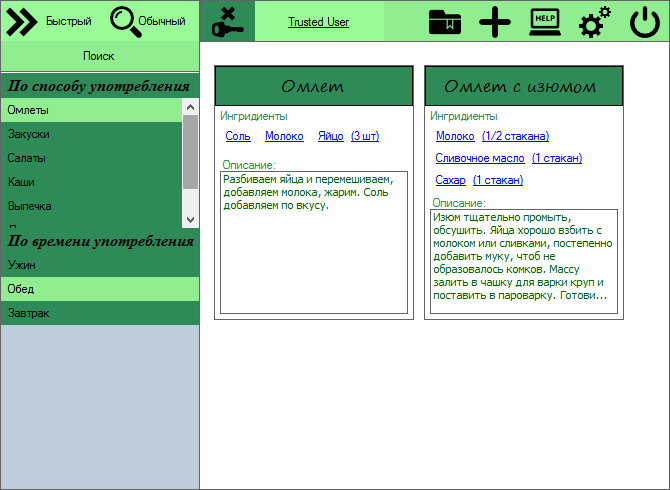 Быстрый
Обычный
Trusted User
HELP
Поиск
По способу употребления
Омлеты
Закуски
Салаты
Каши
Выпечка
По времени употребления
Ужин
Обед
Завтрак
Омлет
Ингридиенты
Соль Молоко Яйцо (3 шт)
Описание:
Разбиваем яйца и перемешиваем,
добавляем молока, жарим. Соль
добавляем по вкусу.
Омлет с изюмом
Ингридиенты
Молоко (1/2 стакана)
Сливочное масло (1 стакан)
Сахар (1 стакан)
Описание:
Изюм тщательно промыть,
обсушить. Яйца хорошо взбить с
молоком или сливками, постепенно
добавить муку, чтоб не
образовалось комков. Массу
залить в чашку для варки круп и
поставить в пароварку. Готови...